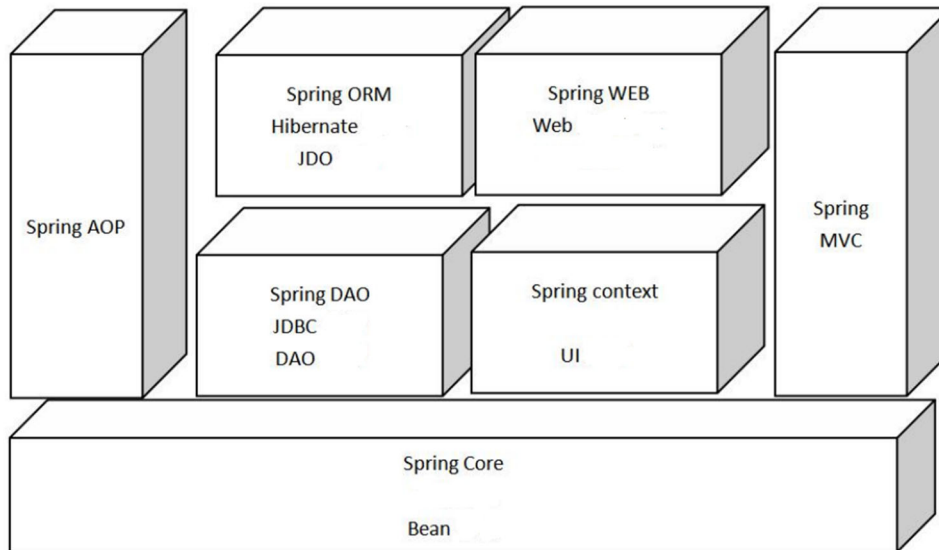 Spring AOP
Spring ORM
Hibernate
JDO
Spring WEB
Web
Spring
MVC
Spring DAO
JDBC
DAO
Spring context
UI
Spring Core
Bean